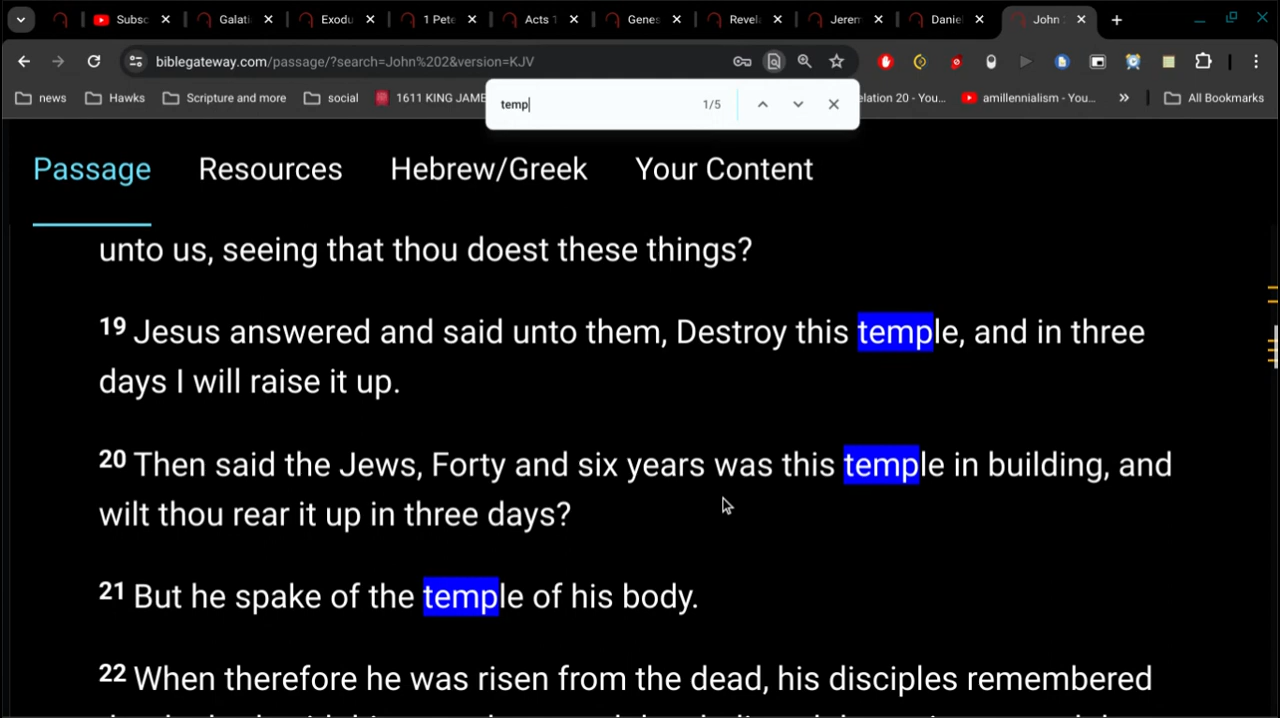 Subsc
Galati
Exodu
1 Pete
Acts 1
Genes
Revel
Jerem
Daniel
John 2
biblegateway.com/passage/?search=John%202&version=KJV
news
Hawks
Scripture and more
social
1611 KING JAME
elation 20 - You...
amillennialism - You...
All Bookmarks
temp
1/5
Passage
Resources
Hebrew/Greek
Your Content
unto us, seeing that thou doest these things?
19 Jesus answered and said unto them, Destroy this temple, and in three
days I will raise it up.
20 Then said the Jews, Forty and six years was this temple in building, and
wilt thou rear it up in three days?
21 But he spake of the temple of his body.
22 When therefore he was risen from the dead, his disciples remembered